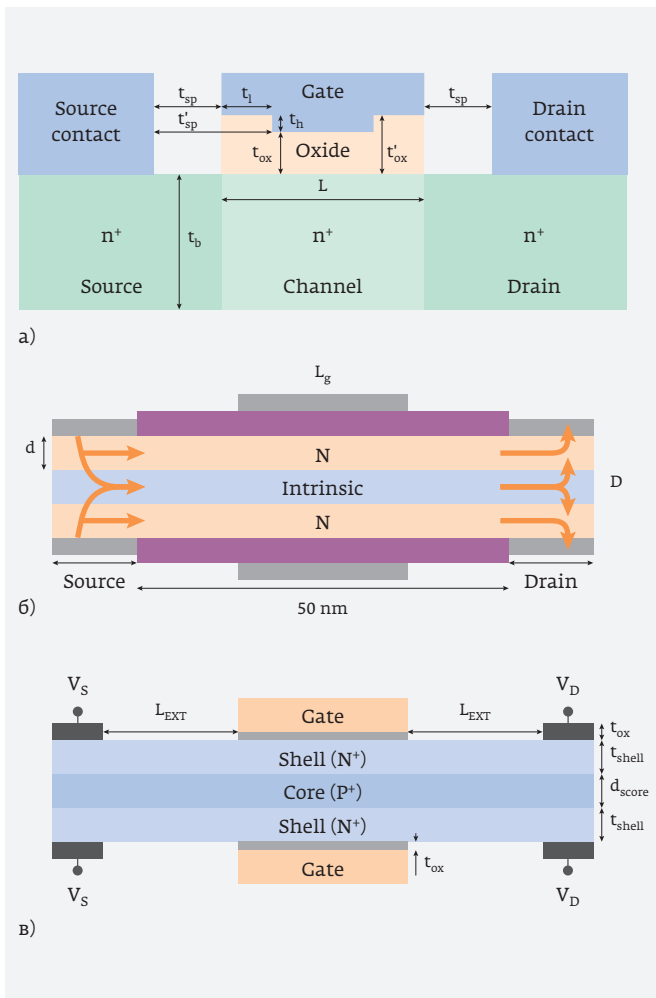 Source contact
t_sp
t_l
Gate
t_sp
Drain contact
t'_sp
t_h
t_ox
Oxide
t'_ox
L
n⁺
t_b
n⁺
n⁺
Source
Channel
Drain
а)
L_g
d
N
Intrinsic
D
N
Source
Drain
50 nm
б)
V_S
V_D
L_EXT
Gate
L_EXT
t_ox
Shell (N⁺)
t_shell
Core (P⁺)
d_score
Shell (N⁺)
t_shell
Gate
t_ox
V_S
V_D
в)